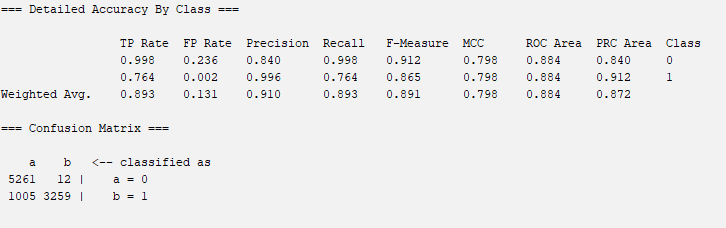 === Detailed Accuracy By Class ===
TP Rate FP Rate Precision Recall F-Measure MCC ROC Area PRC Area Class
0.998 0.236 0.840 0.998 0.912 0.798 0.884 0.840 0
0.764 0.002 0.996 0.764 0.865 0.798 0.884 0.912 1
Weighted Avg. 0.893 0.131 0.910 0.893 0.891 0.798 0.884 0.872
=== Confusion Matrix ===
a b <-- classified as
5261 12 | a = 0
1005 3259 | b = 1